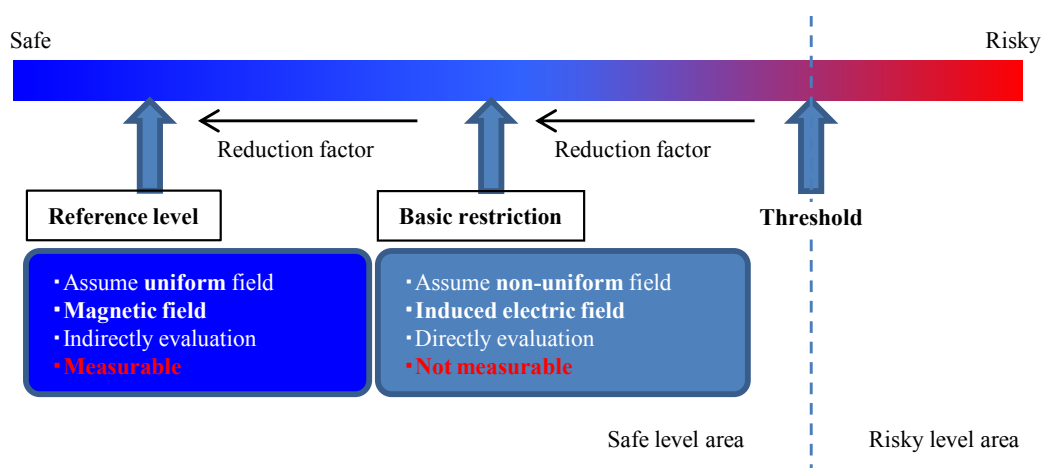 Safe
Risky
Reduction factor
Reduction factor
Reference level
Basic restriction
Threshold
・Assume uniform field
・Magnetic field
・Indirectly evaluation
・Measurable
・Assume non-uniform field
・Induced electric field
・Directly evaluation
・Not measurable
Safe level area
Risky level area